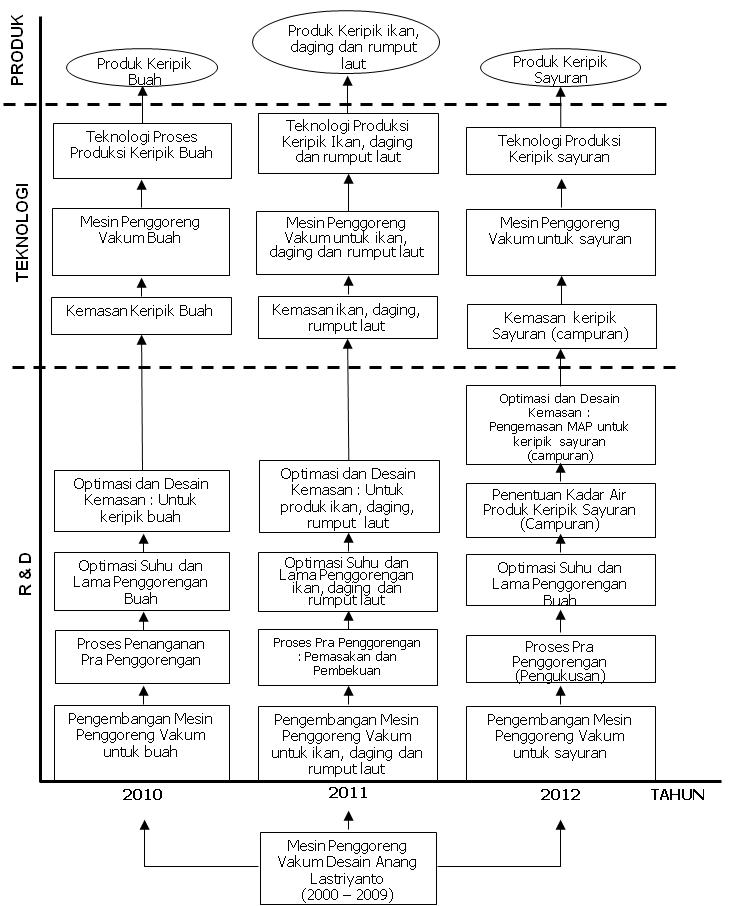 PRODUK
Produk Keripik
Buah
Produk Keripik ikan,
daging dan rumput
laut
Produk Keripik
Sayuran
TEKNOLOGI
Teknologi Proses
Produksi Keripik Buah
Teknologi Produksi
Keripik Ikan, daging
dan rumput laut
Teknologi Produksi
Keripik sayuran
Mesin Penggoreng
Vakum Buah
Mesin Penggoreng
Vakum untuk ikan,
daging dan rumput laut
Mesin Penggoreng
Vakum untuk sayuran
Kemasan Keripik Buah
Kemasan ikan, daging,
rumput laut
Kemasan keripik
Sayuran (campuran)
R & D
Optimasi dan Desain
Kemasan : Untuk
keripik buah
Optimasi dan Desain
Kemasan : Untuk
produk ikan, daging,
rumput laut
Optimasi dan Desain
Kemasan :
Pengemasan MAP untuk
keripik sayuran
(campuran)
Penentuan Kadar Air
Produk Keripik Sayuran
(Campuran)
Optimasi Suhu dan
Lama Penggorengan
Buah
Optimasi Suhu dan
Lama Penggorengan
ikan, daging dan
rumput laut
Optimasi Suhu dan
Lama Penggorengan
Buah
Proses Penanganan
Pra Penggorengan
Proses Pra Penggorengan
: Pemasakan dan
Pembekuan
Proses Pra
Penggorengan
(Pengukusan)
Pengembangan Mesin
Penggoreng Vakum
untuk buah
Pengembangan Mesin
Penggoreng Vakum
untuk ikan, daging dan
rumput laut
Pengembangan Mesin
Penggoreng Vakum
untuk sayuran
2010
2011
2012
TAHUN
Mesin Penggoreng
Vakum Desain Anang
Lastriyanto
(2000 – 2009)